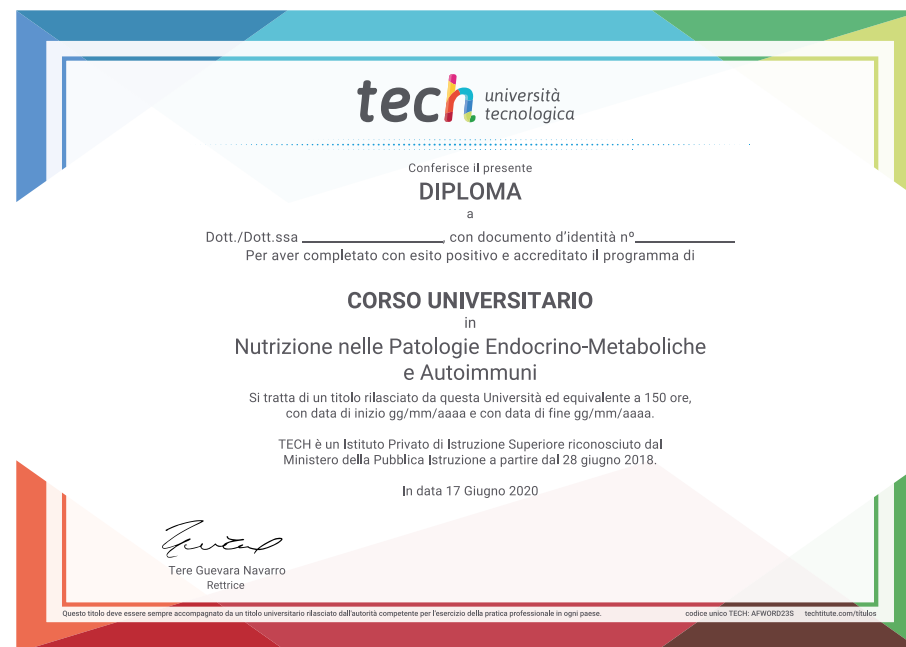 tech università
tecnologica
Conferisce il presente
DIPLOMA
a
Dott./Dott.ssa ____________________, con documento d'identità nº______________
Per aver completato con esito positivo e accreditato il programma di
CORSO UNIVERSITARIO
in
Nutrizione nelle Patologie Endocrino-Metaboliche
e Autoimmuni
Si tratta di un titolo rilasciato da questa Università ed equivalente a 150 ore,
con data di inizio gg/mm/aaaa e con data di fine gg/mm/aaaa.
TECH è un Istituto Privato di Istruzione Superiore riconosciuto dal
Ministero della Pubblica Istruzione a partire dal 28 giugno 2018.
In data 17 Giugno 2020
Tere Guevara Navarro
Rettrice
Questo titolo deve essere sempre accompagnato da un titolo universitario rilasciato dall'autorità competente per l'esercizio della pratica professionale in ogni paese. codice unico TECH: AFWORD23S techtitute.com/titulos